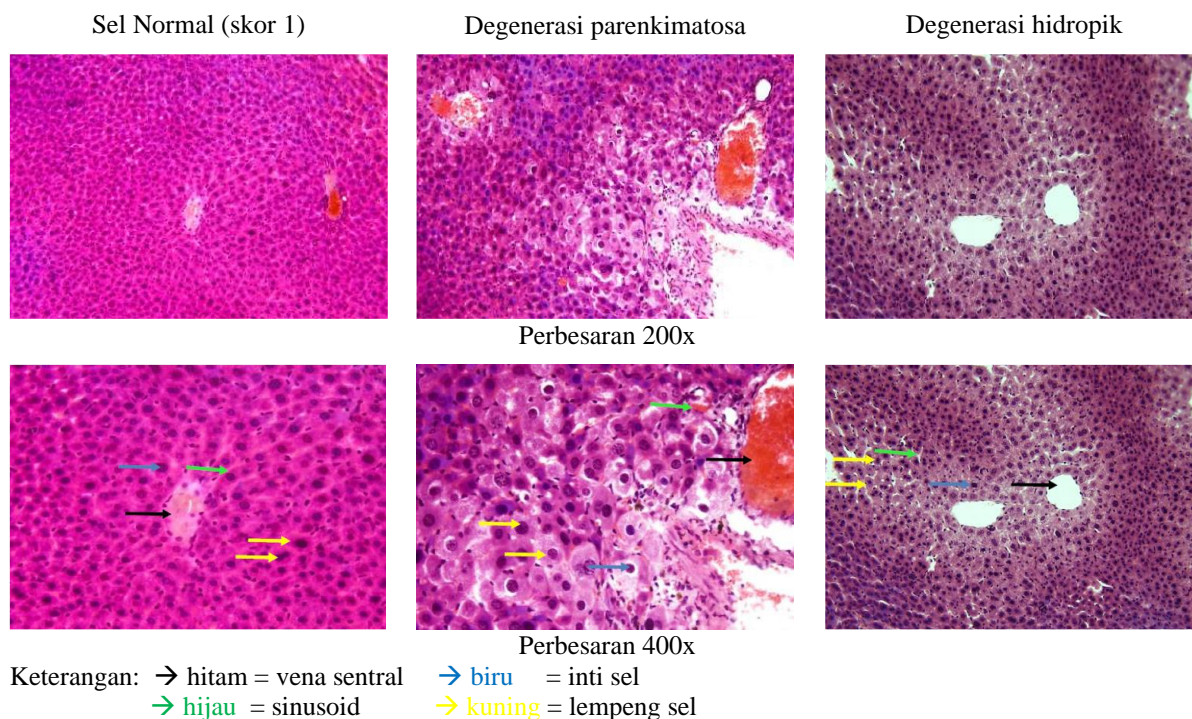 Sel Normal (skor 1) Degenerasi parenkimatosa Degenerasi hidropik
Perbesaran 200x
Perbesaran 400x
Keterangan: → hitam = vena sentral → biru = inti sel
→ hijau = sinusoid → kuning = lempeng sel